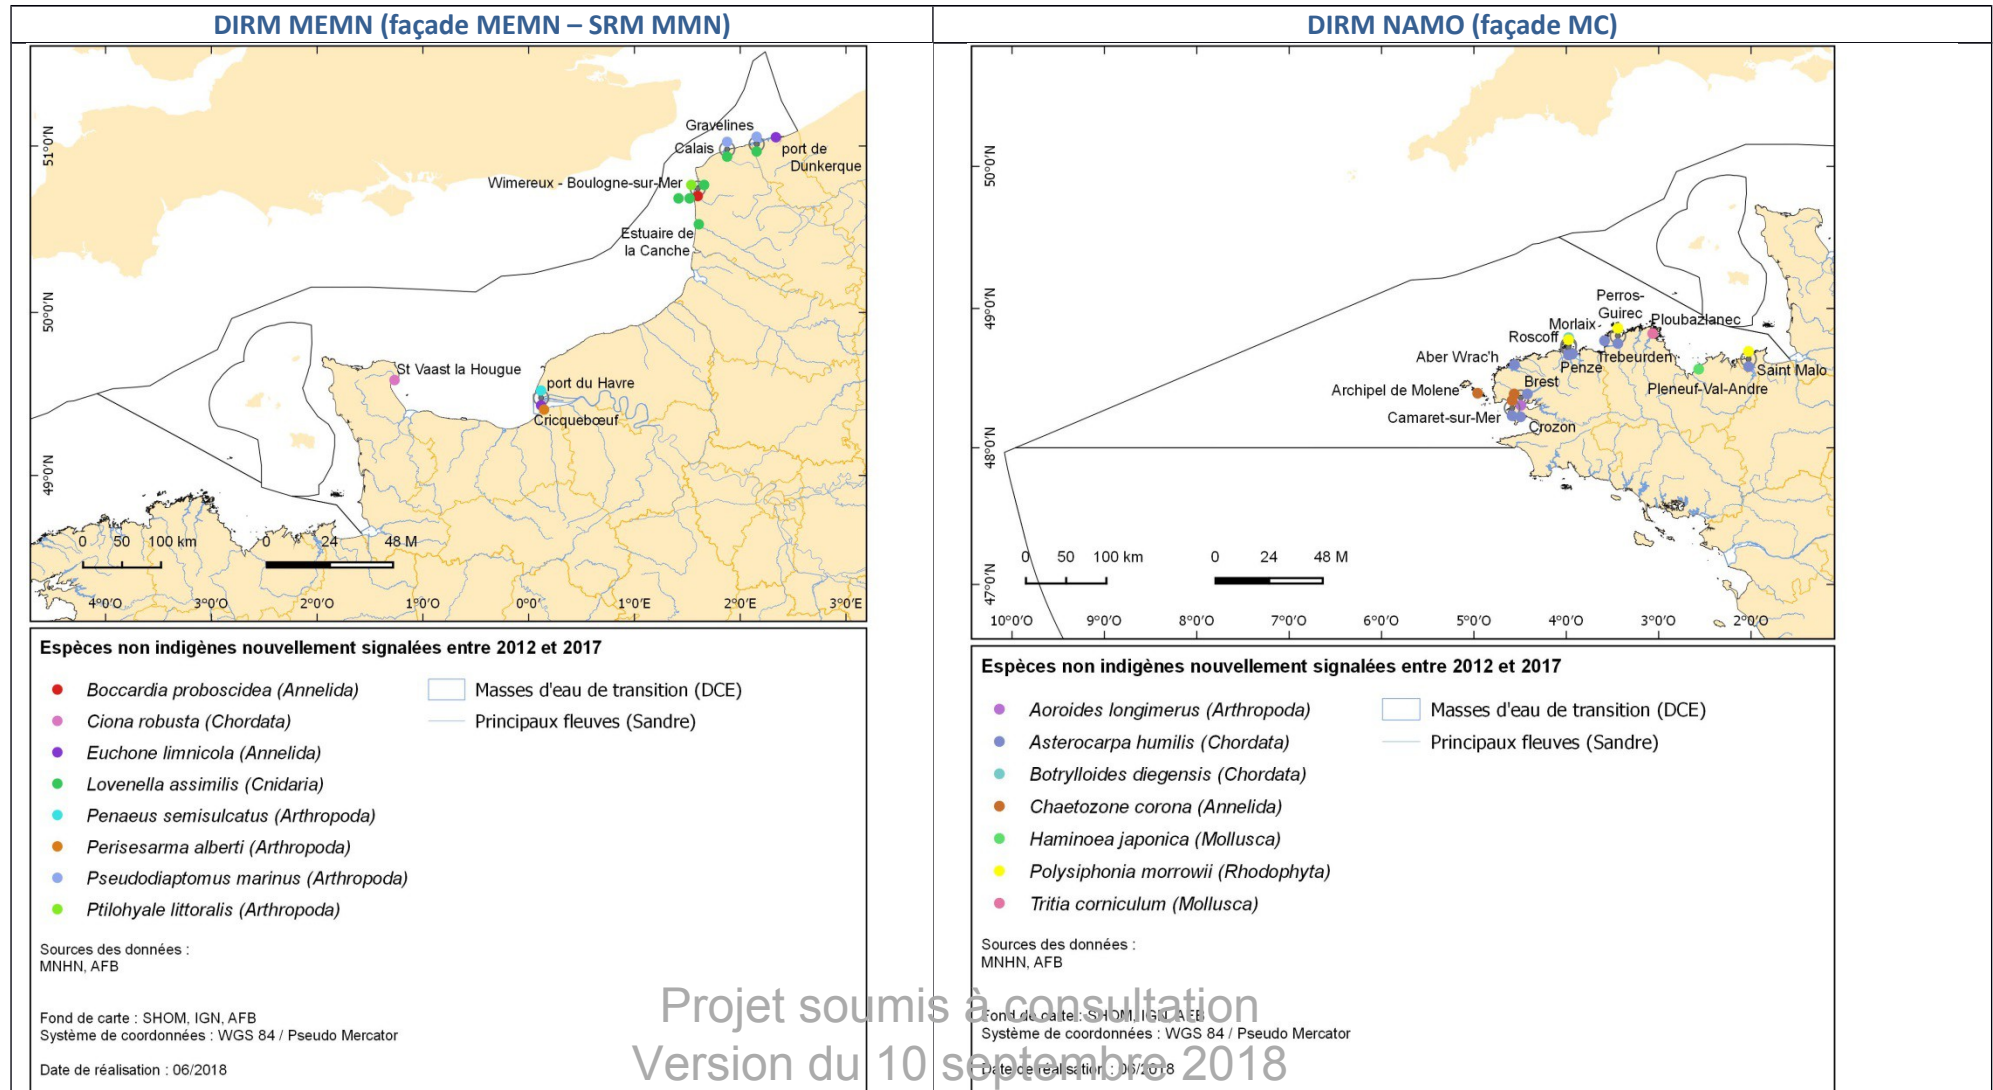 DIRM MEMN (façade MEMN – SRM MMN)
DIRM NAMO (façade MC)
51°0'N
50°0'N
49°0'N
Gravelines
Calais
port de
Dunkerque
Wimereux - Boulogne-sur-Mer
Estuaire de
la Canche
St Vaast la Hougue
port du Havre
Cricquebœuf
0 50 100 km
0 24 48 M
4°0'O 3°0'O 2°0'O 1°0'O 0°0' 1°0'E 2°0'E 3°0'E
Espèces non indigènes nouvellement signalées entre 2012 et 2017
Boccardia proboscidea (Annelida)
Ciona robusta (Chordata)
Euchone limnicola (Annelida)
Lovenella assimilis (Cnidaria)
Penaeus semisulcatus (Arthropoda)
Perisesarma alberti (Arthropoda)
Pseudodiaptomus marinus (Arthropoda)
Ptilohyale littoralis (Arthropoda)
Masses d'eau de transition (DCE)
Principaux fleuves (Sandre)
Sources des données :
MNHN, AFB
Fond de carte : SHOM, IGN, AFB
Système de coordonnées : WGS 84 / Pseudo Mercator
Date de réalisation : 06/2018
50°0'N
49°0'N
48°0'N
47°0'N
Perros-
Guirec
Ploubazlanec
Morlaix
Roscoff
Trebeurden
Aber Wrac'h
Penze
Saint Malo
Brest
Pleneuf-Val-Andre
Archipel de Molene
Camaret-sur-Mer
Crozon
0 50 100 km
0 24 48 M
10°0'O 9°0'O 8°0'O 7°0'O 6°0'O 5°0'O 4°0'O 3°0'O 2°0'O
Espèces non indigènes nouvellement signalées entre 2012 et 2017
Aoroides longimerus (Arthropoda)
Asterocarpa humilis (Chordata)
Botrylloides diegensis (Chordata)
Chaetozone corona (Annelida)
Haminoea japonica (Mollusca)
Polysiphonia morrowii (Rhodophyta)
Tritia corniculum (Mollusca)
Masses d'eau de transition (DCE)
Principaux fleuves (Sandre)
Sources des données :
MNHN, AFB
Fond de carte : SHOM, IGN, AFB
Système de coordonnées : WGS 84 / Pseudo Mercator
Date de réalisation : 06/2018
Projet soumis à consultation
Version du 10 septembre 2018